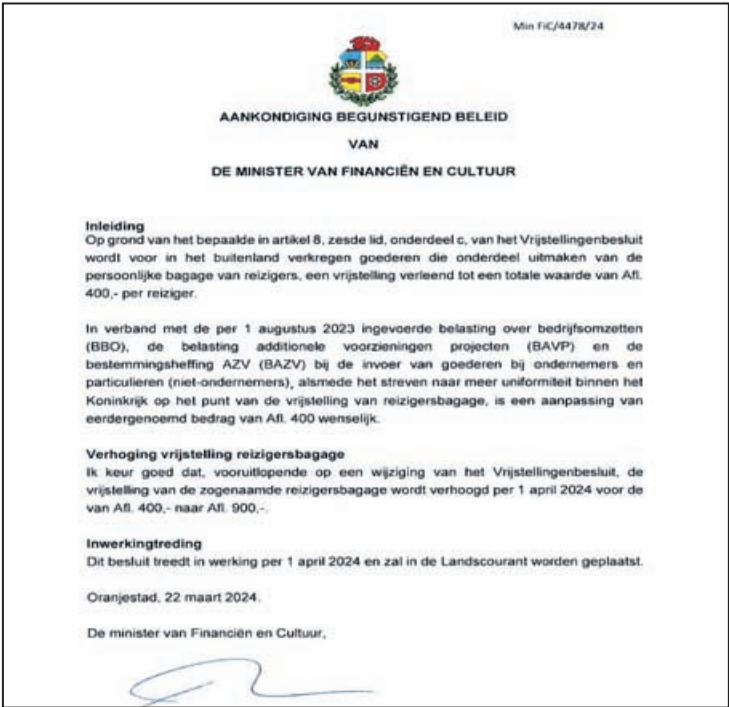 Min FiC/4478/24
AANKONDIGING BEGUNSTIGEND BELEID
VAN
DE MINISTER VAN FINANCIËN EN CULTUUR
Inleiding
Op grond van het bepaalde in artikel 8, zesde lid, onderdeel c, van het Vrijstellingenbesluit
wordt voor in het buitenland verkregen goederen die onderdeel uitmaken van de
persoonlijke bagage van reizigers, een vrijstelling verleend tot een totale waarde van Afl.
400,- per reiziger.
In verband met de per 1 augustus 2023 ingevoerde belasting over bedrijfsomzetten
(BBO), de belasting additionele voorzieningen projecten (BAVP) en de
bestemmingsheffing AZV (BAZV) bij de invoer van goederen bij ondernemers en
particulieren (niet-ondernemers), alsmede het streven naar meer uniformiteit binnen het
Koninkrijk op het punt van de vrijstelling van reizigersbagage, is een aanpassing van
eerdergenoemd bedrag van Afl. 400 wenselijk.
Verhoging vrijstelling reizigersbagage
Ik keur goed dat, vooruitlopende op een wijziging van het Vrijstellingenbesluit, de
vrijstelling van de zogenaamde reizigersbagage wordt verhoogd per 1 april 2024 voor de
van Afl. 400,- naar Afl. 900,-.
Inwerkingtreding
Dit besluit treedt in werking per 1 april 2024 en zal in de Landscourant worden geplaatst.
Oranjestad, 22 maart 2024.
De minister van Financiën en Cultuur,